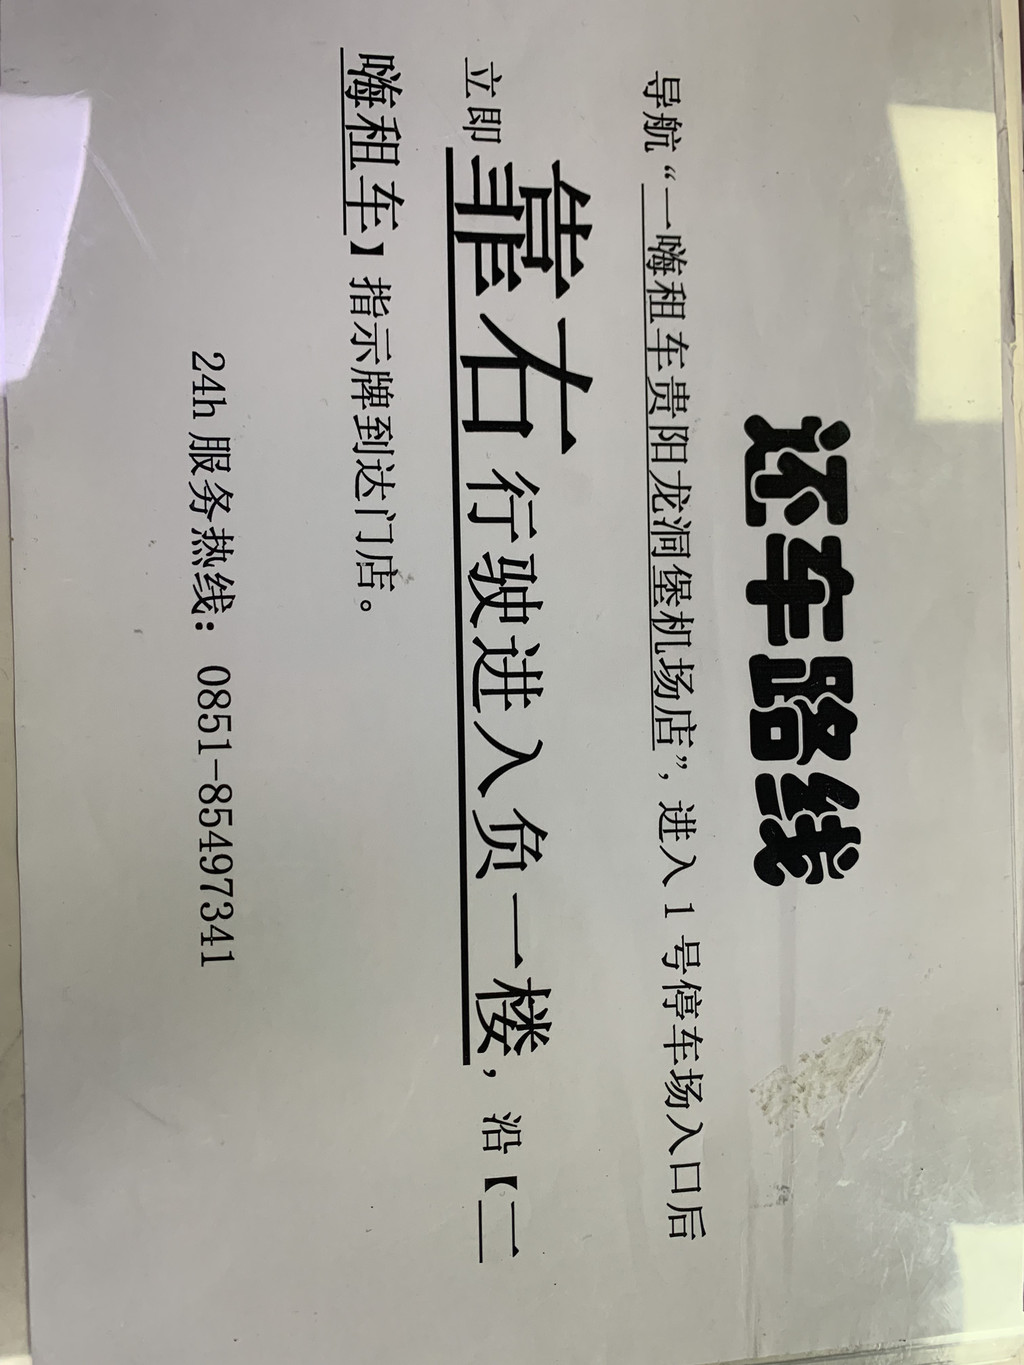 还车路线
导航“一嗨租车贵阳龙洞堡机场店”，进入 1 号停车场入口后
立即靠右行驶进入负一楼，沿【一
嗨租车】指示牌到达门店。
24h 服务热线：0851-85497341